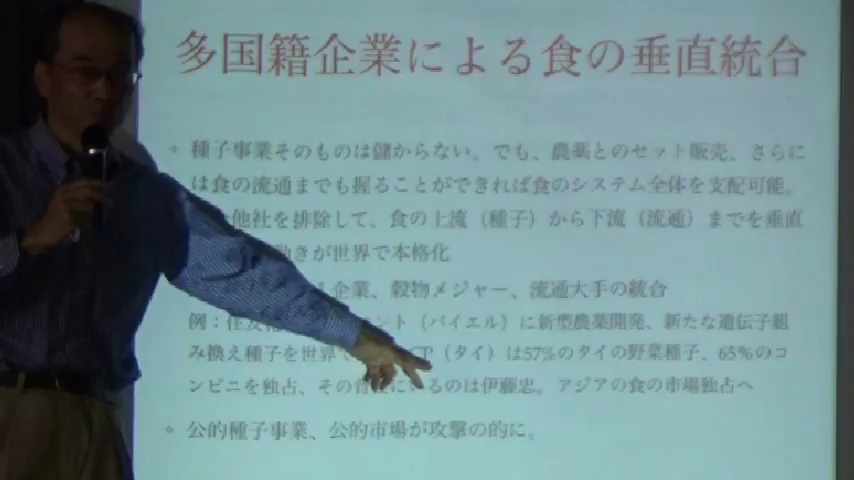 多国籍企業による食の垂直統合
種子事業そのものは儲からない。でも、農薬とのセット販売、さらに
は食の流通までも握ることができれば食のシステム全体を支配可能。
他社を排除して、食の上流（種子）から下流（流通）までを垂直
動きが世界で本格化
企業、穀物メジャー、流通大手の統合
例：住友化 ント（バイエル）に新型農薬開発、新たな遺伝子組
み換え種子を世界で CP（タイ）は57%のタイの野菜種子、65%のコ
ンビニを独占、その背 にいるのは伊藤忠。アジアの食の市場独占へ
公的種子事業、公的市場が攻撃の的に。